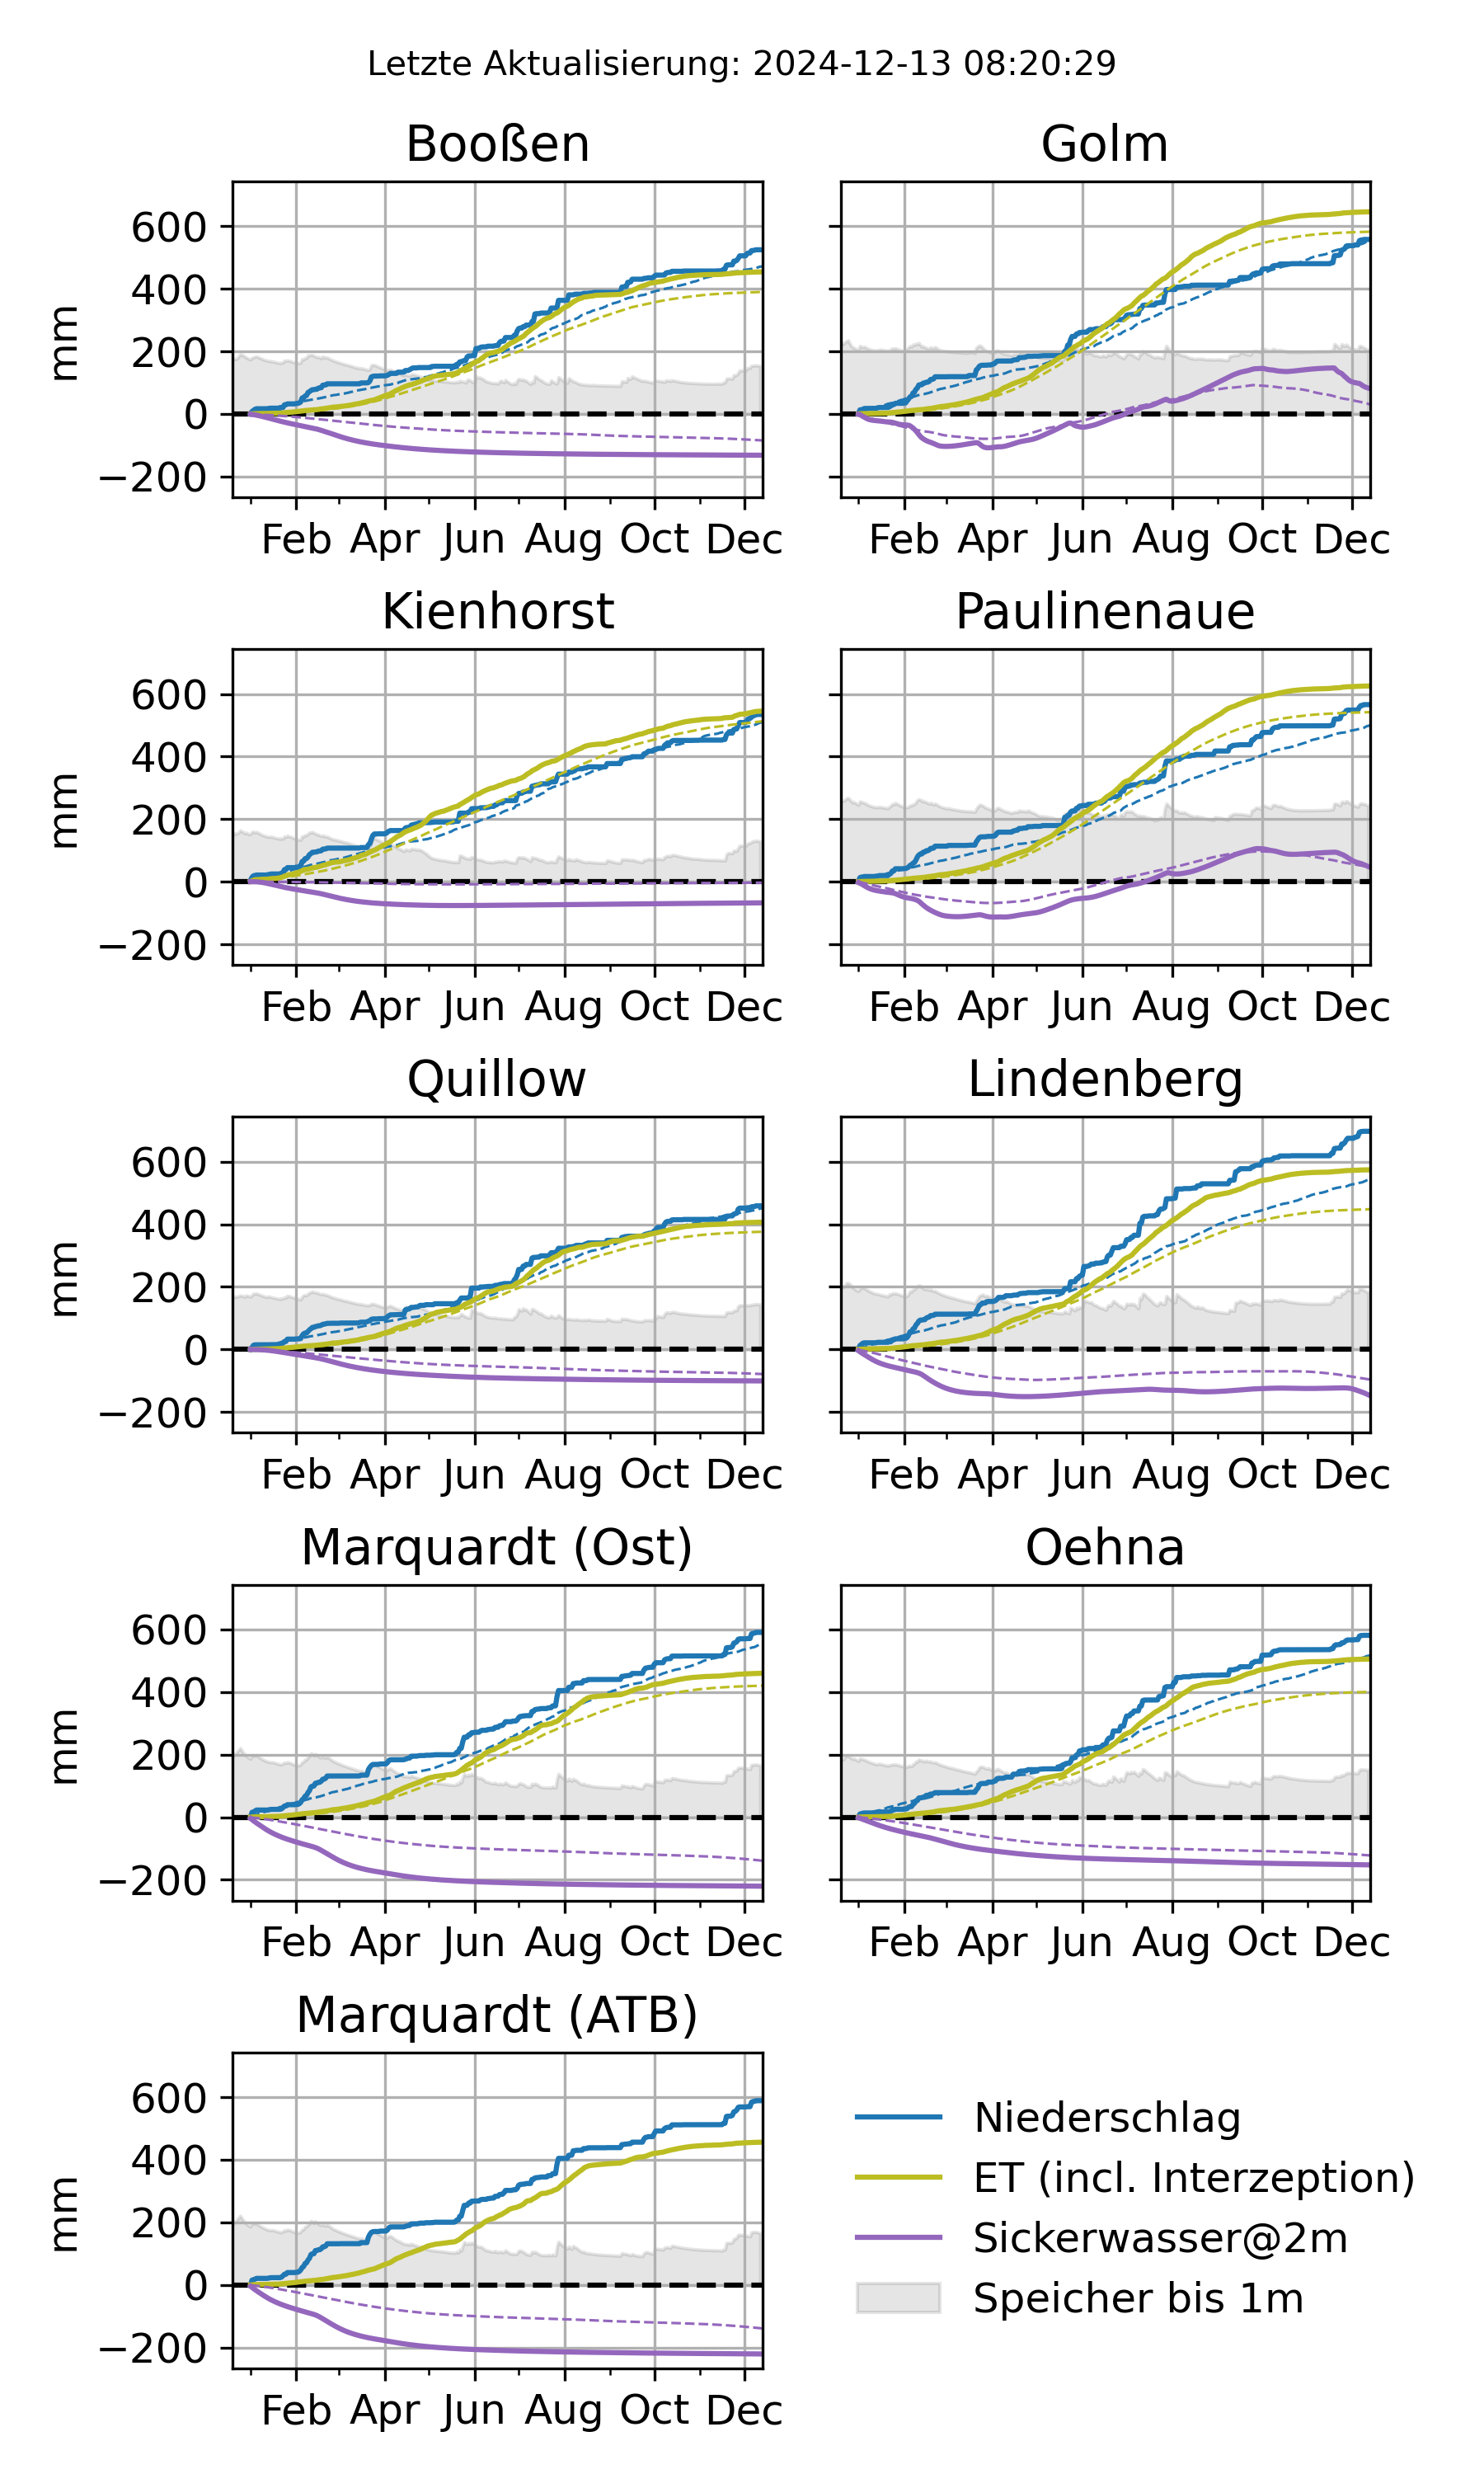 Letzte Aktualisierung: 2024-12-13 08:20:29
Booßen
Golm
mm
600
400
200
0
−200
Feb Apr Jun Aug Oct Dec
Feb Apr Jun Aug Oct Dec
Kienhorst
Paulinenaue
mm
600
400
200
0
−200
Feb Apr Jun Aug Oct Dec
Feb Apr Jun Aug Oct Dec
Quillow
Lindenberg
mm
600
400
200
0
−200
Feb Apr Jun Aug Oct Dec
Feb Apr Jun Aug Oct Dec
Marquardt (Ost)
Oehna
mm
600
400
200
0
−200
Feb Apr Jun Aug Oct Dec
Feb Apr Jun Aug Oct Dec
Marquardt (ATB)
mm
600
400
200
0
−200
Feb Apr Jun Aug Oct Dec
Niederschlag
ET (incl. Interzeption)
Sickerwasser@2m
Speicher bis 1m